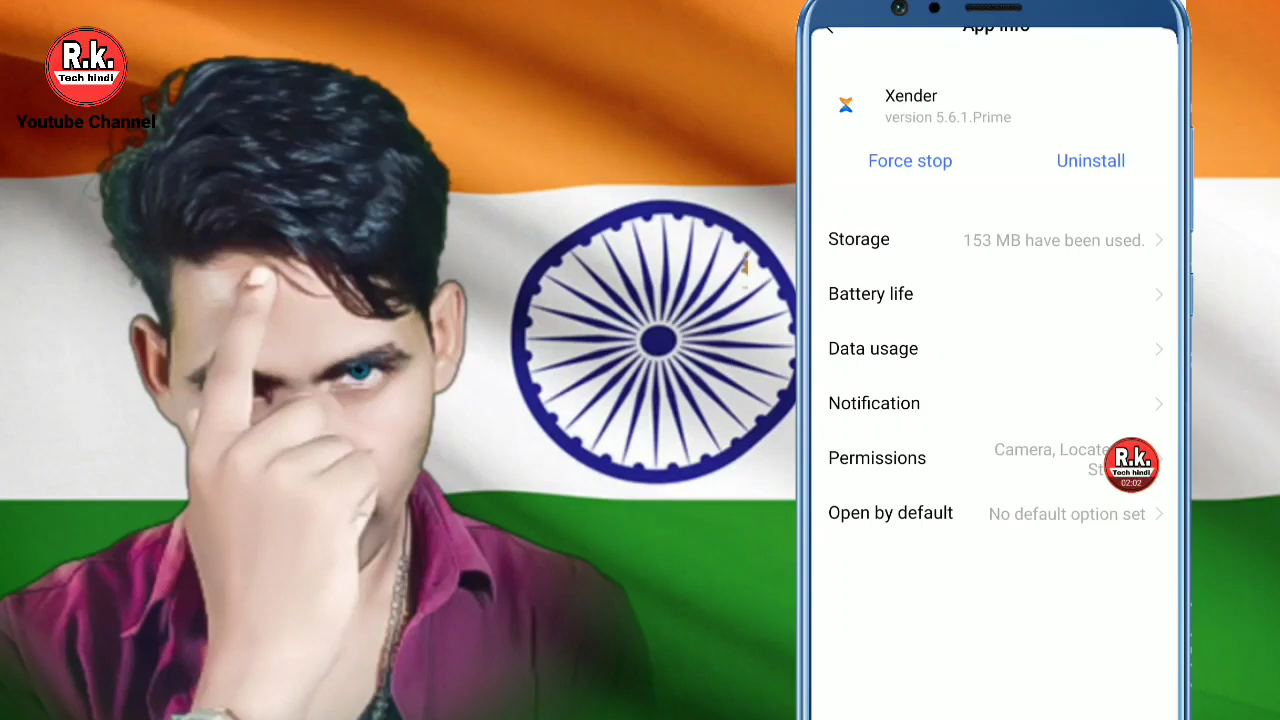 R.k.
Tech hindi
Youtube Channel
App info
Xender
version 5.6.1.Prime
Force stop
Uninstall
Storage
153 MB have been used.
Battery life
Data usage
Notification
Permissions
Camera, Locate
St
R.k.
Tech hindi
02:02
Open by default
No default option set